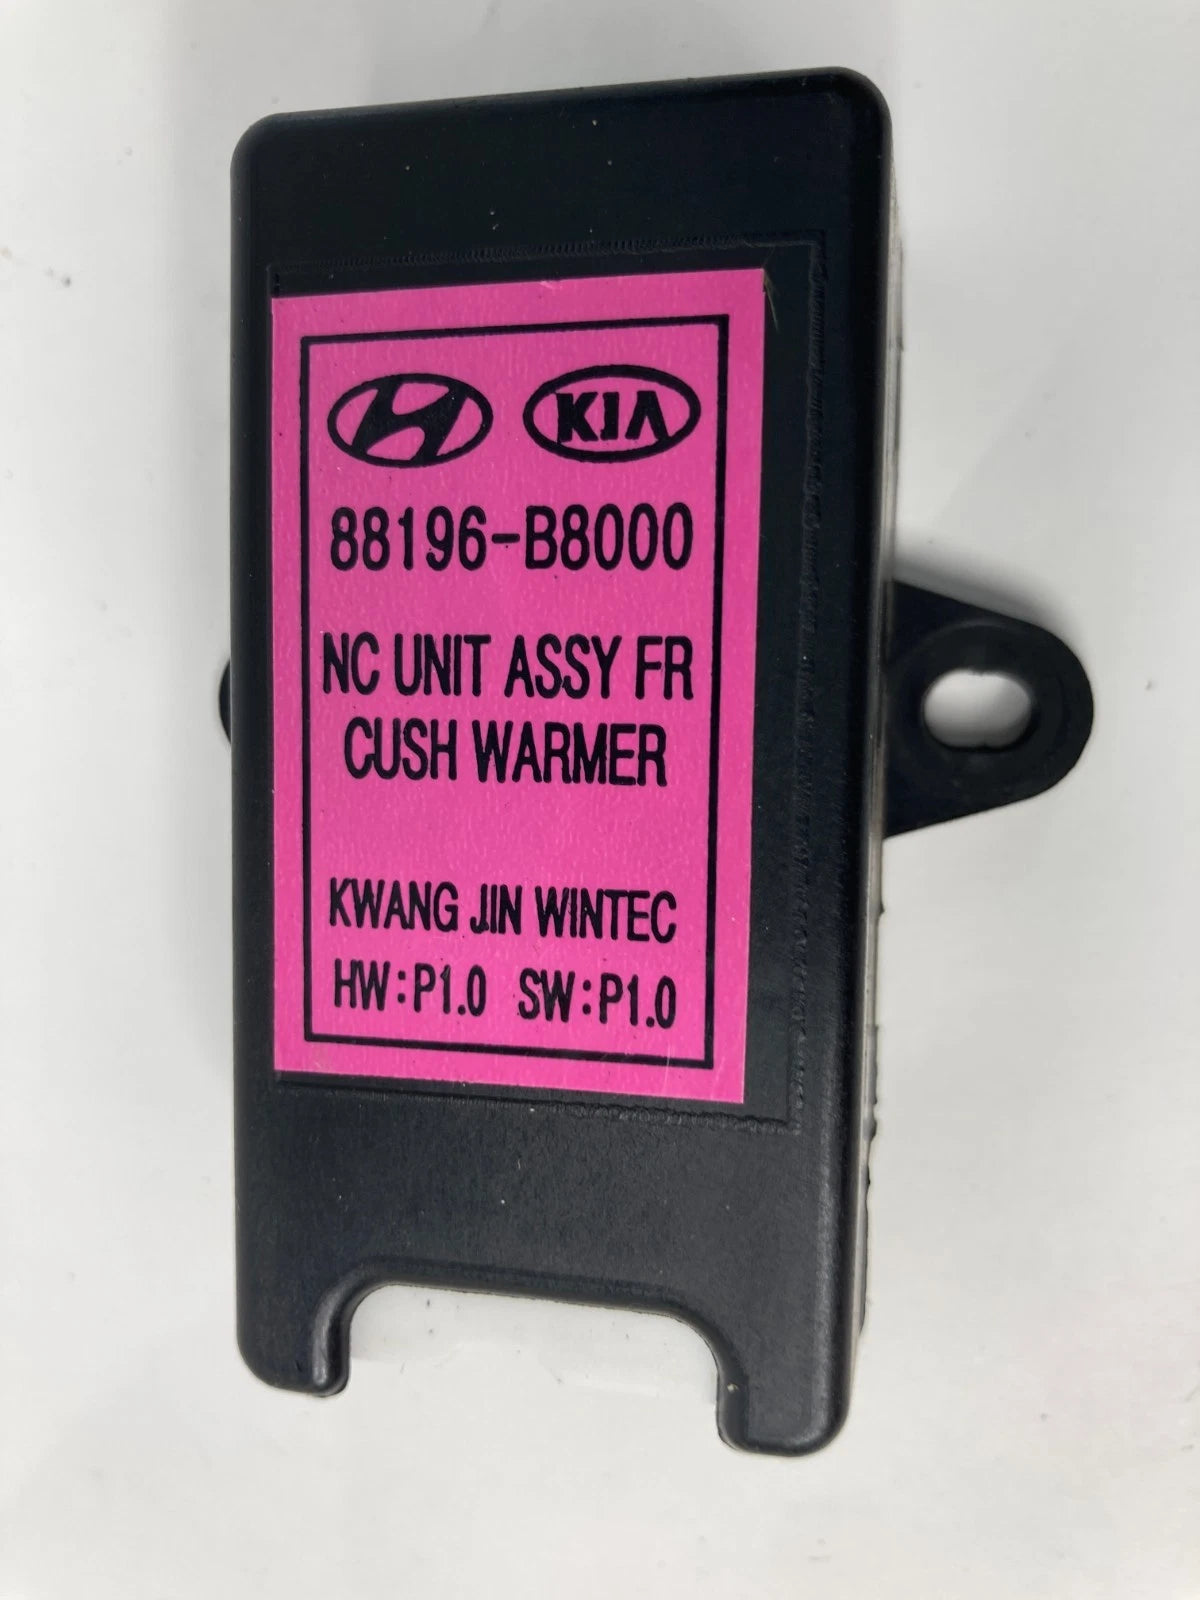 KIA
88196-B8000
NC UNIT ASSY FR
CUSH WARMER
KWANG JIN WINTEC
HW:P1.0 SW:P1.0